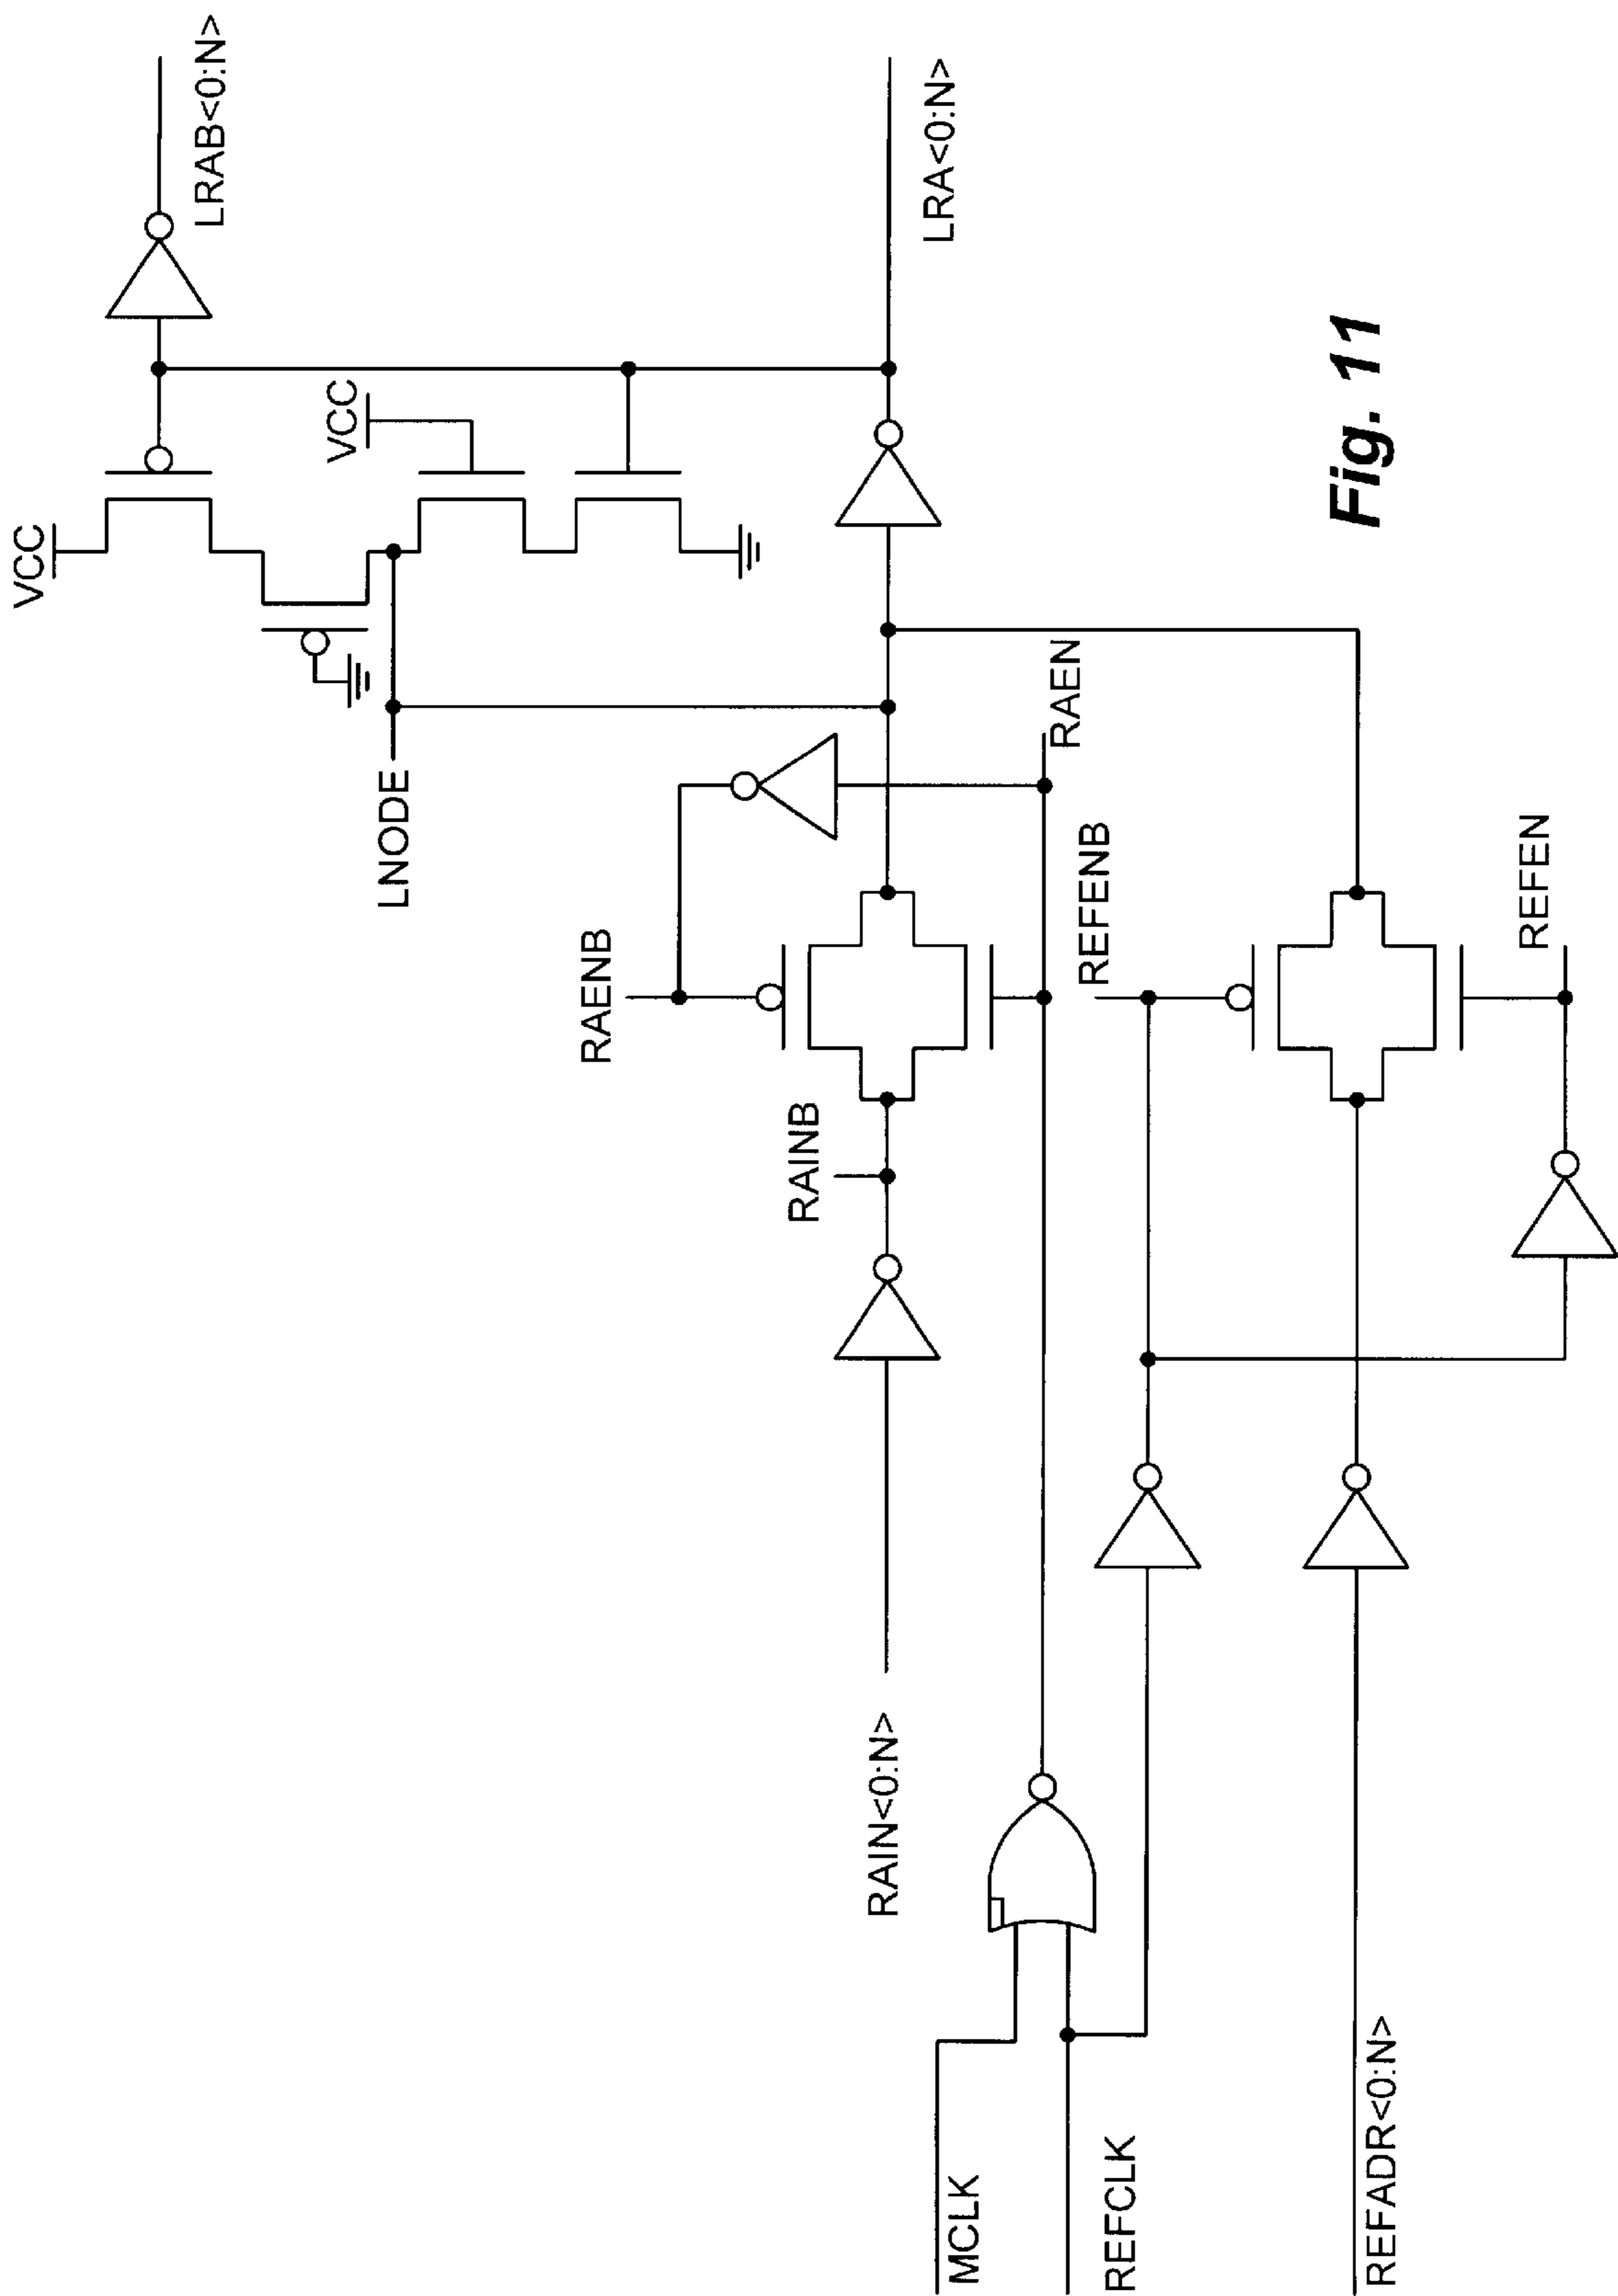 VCC
LRAB<0:N>
VCC
LNODE
LRA<0:N>
RAENB
RAINB
RAEN
REFENB
RAIN<0:N>
REFEN
MCLK
REFCLK
REFADR<0:N>
Fig. 11